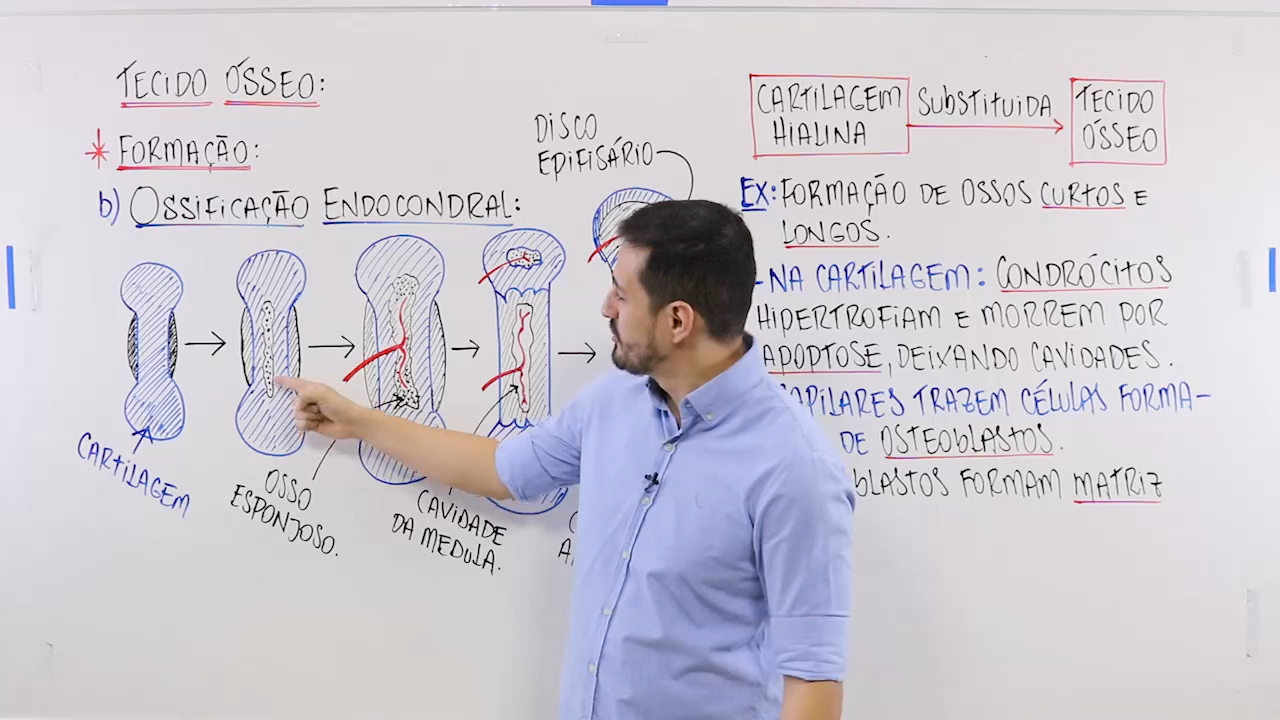 TECIDO ÓSSEO:
* FORMAÇÃO:
b) OSSIFICAÇÃO ENDOCONDRAL:
CARTILAGEM
OSSO
ESPONJOSO.
CAVIDADE
DA MEDULA.
DISCO
EPIFISÁRIO
CARTILAGEM
HIALINA
SUBSTITUIDA
TECIDO
ÓSSEO
EX: FORMAÇÃO DE OSSOS CURTOS E
LONGOS.
- NA CARTILAGEM: CONDRÓCITOS
HIPERTROFIAM E MORREM POR
APOPTOSE, DEIXANDO CAVIDADES.
APILARES TRAZEM CÉLULAS FORMA-
DE OSTEOBLASTOS.
BLASTOS FORMAM MATRIZ